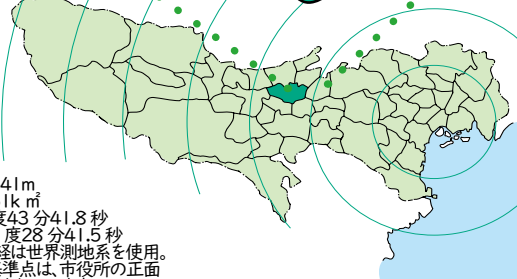 41m
1k㎡
度43分41.8秒
度28分41.5秒
経は世界測地系を使用。
基準点は、市役所の正面